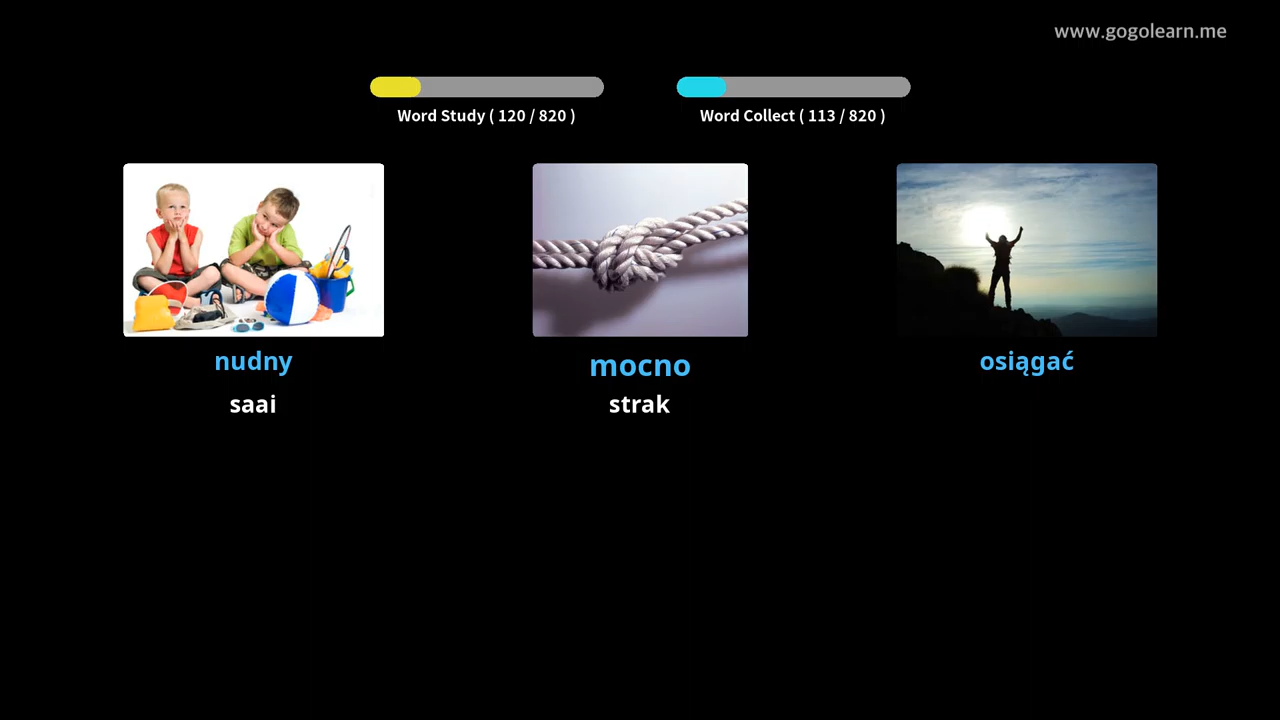 www.gogolearn.me
Word Study ( 120 / 820 )
Word Collect ( 113 / 820 )
nudny
mocno
osiągać
saai
strak